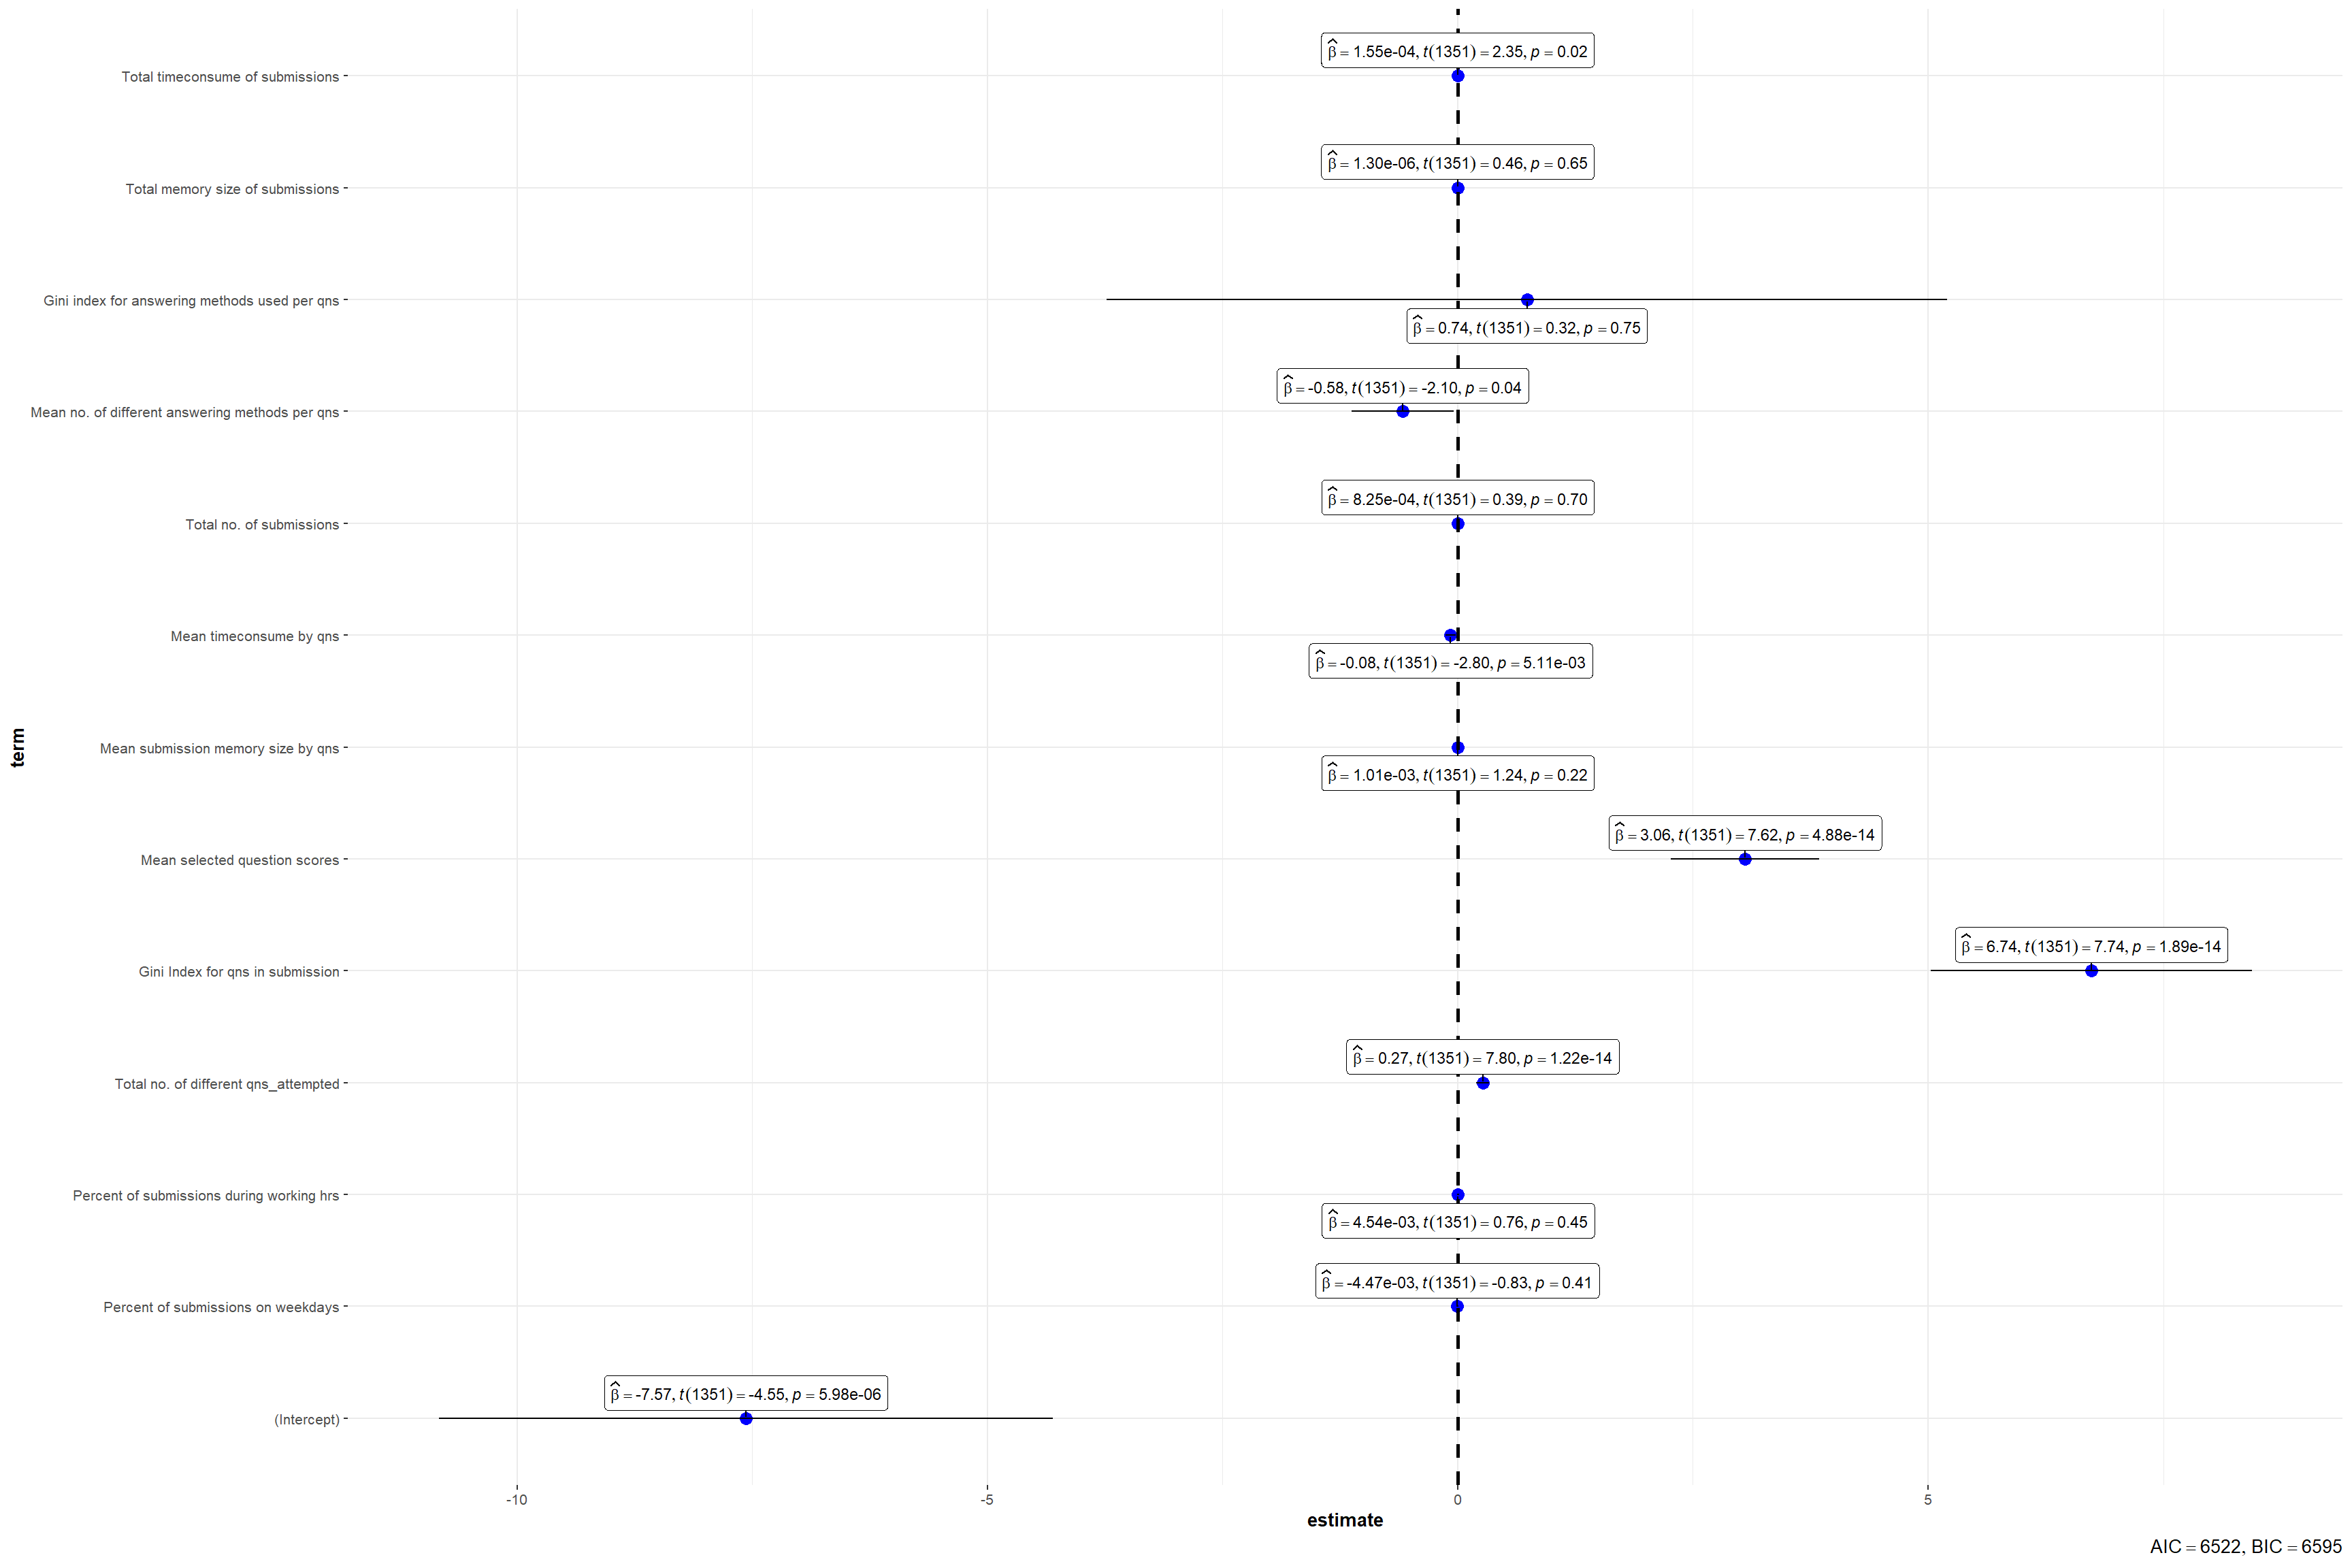 β̂ = 1.55e-04, t(1351) = 2.35, p = 0.02
Total timeconsume of submissions
β̂ = 1.30e-06, t(1351) = 0.46, p = 0.65
Total memory size of submissions
Gini index for answering methods used per qns
β̂ = 0.74, t(1351) = 0.32, p = 0.75
β̂ = -0.58, t(1351) = -2.10, p = 0.04
Mean no. of different answering methods per qns
β̂ = 8.25e-04, t(1351) = 0.39, p = 0.70
Total no. of submissions
Mean timeconsume by qns
β̂ = -0.08, t(1351) = -2.80, p = 5.11e-03
Mean submission memory size by qns
β̂ = 1.01e-03, t(1351) = 1.24, p = 0.22
β̂ = 3.06, t(1351) = 7.62, p = 4.88e-14
Mean selected question scores
β̂ = 6.74, t(1351) = 7.74, p = 1.89e-14
Gini Index for qns in submission
β̂ = 0.27, t(1351) = 7.80, p = 1.22e-14
Total no. of different qns_attempted
Percent of submissions during working hrs
β̂ = 4.54e-03, t(1351) = 0.76, p = 0.45
β̂ = -4.47e-03, t(1351) = -0.83, p = 0.41
Percent of submissions on weekdays
β̂ = -7.57, t(1351) = -4.55, p = 5.98e-06
(Intercept)
term
-10 -5 0 5
estimate
AIC = 6522, BIC = 6595